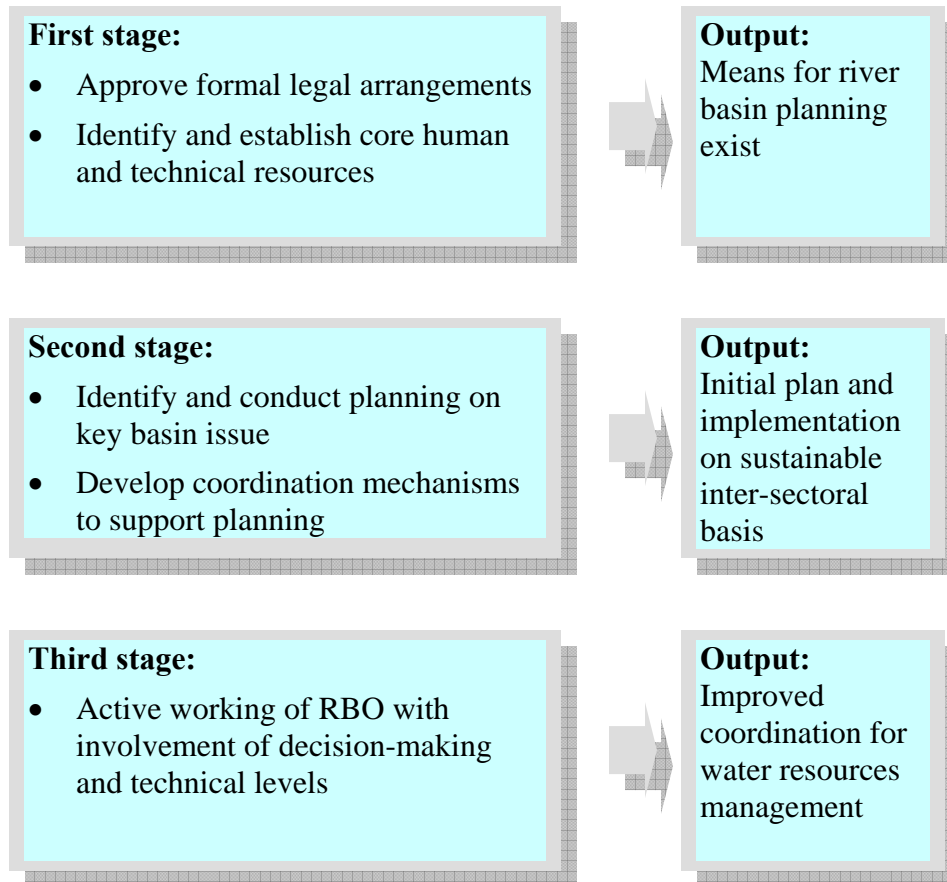 First stage:
• Approve formal legal arrangements
• Identify and establish core human
and technical resources
Output:
Means for river
basin planning
exist
Second stage:
• Identify and conduct planning on
key basin issue
• Develop coordination mechanisms
to support planning
Output:
Initial plan and
implementation
on sustainable
inter-sectoral
basis
Third stage:
• Active working of RBO with
involvement of decision-making
and technical levels
Output:
Improved
coordination for
water resources
management